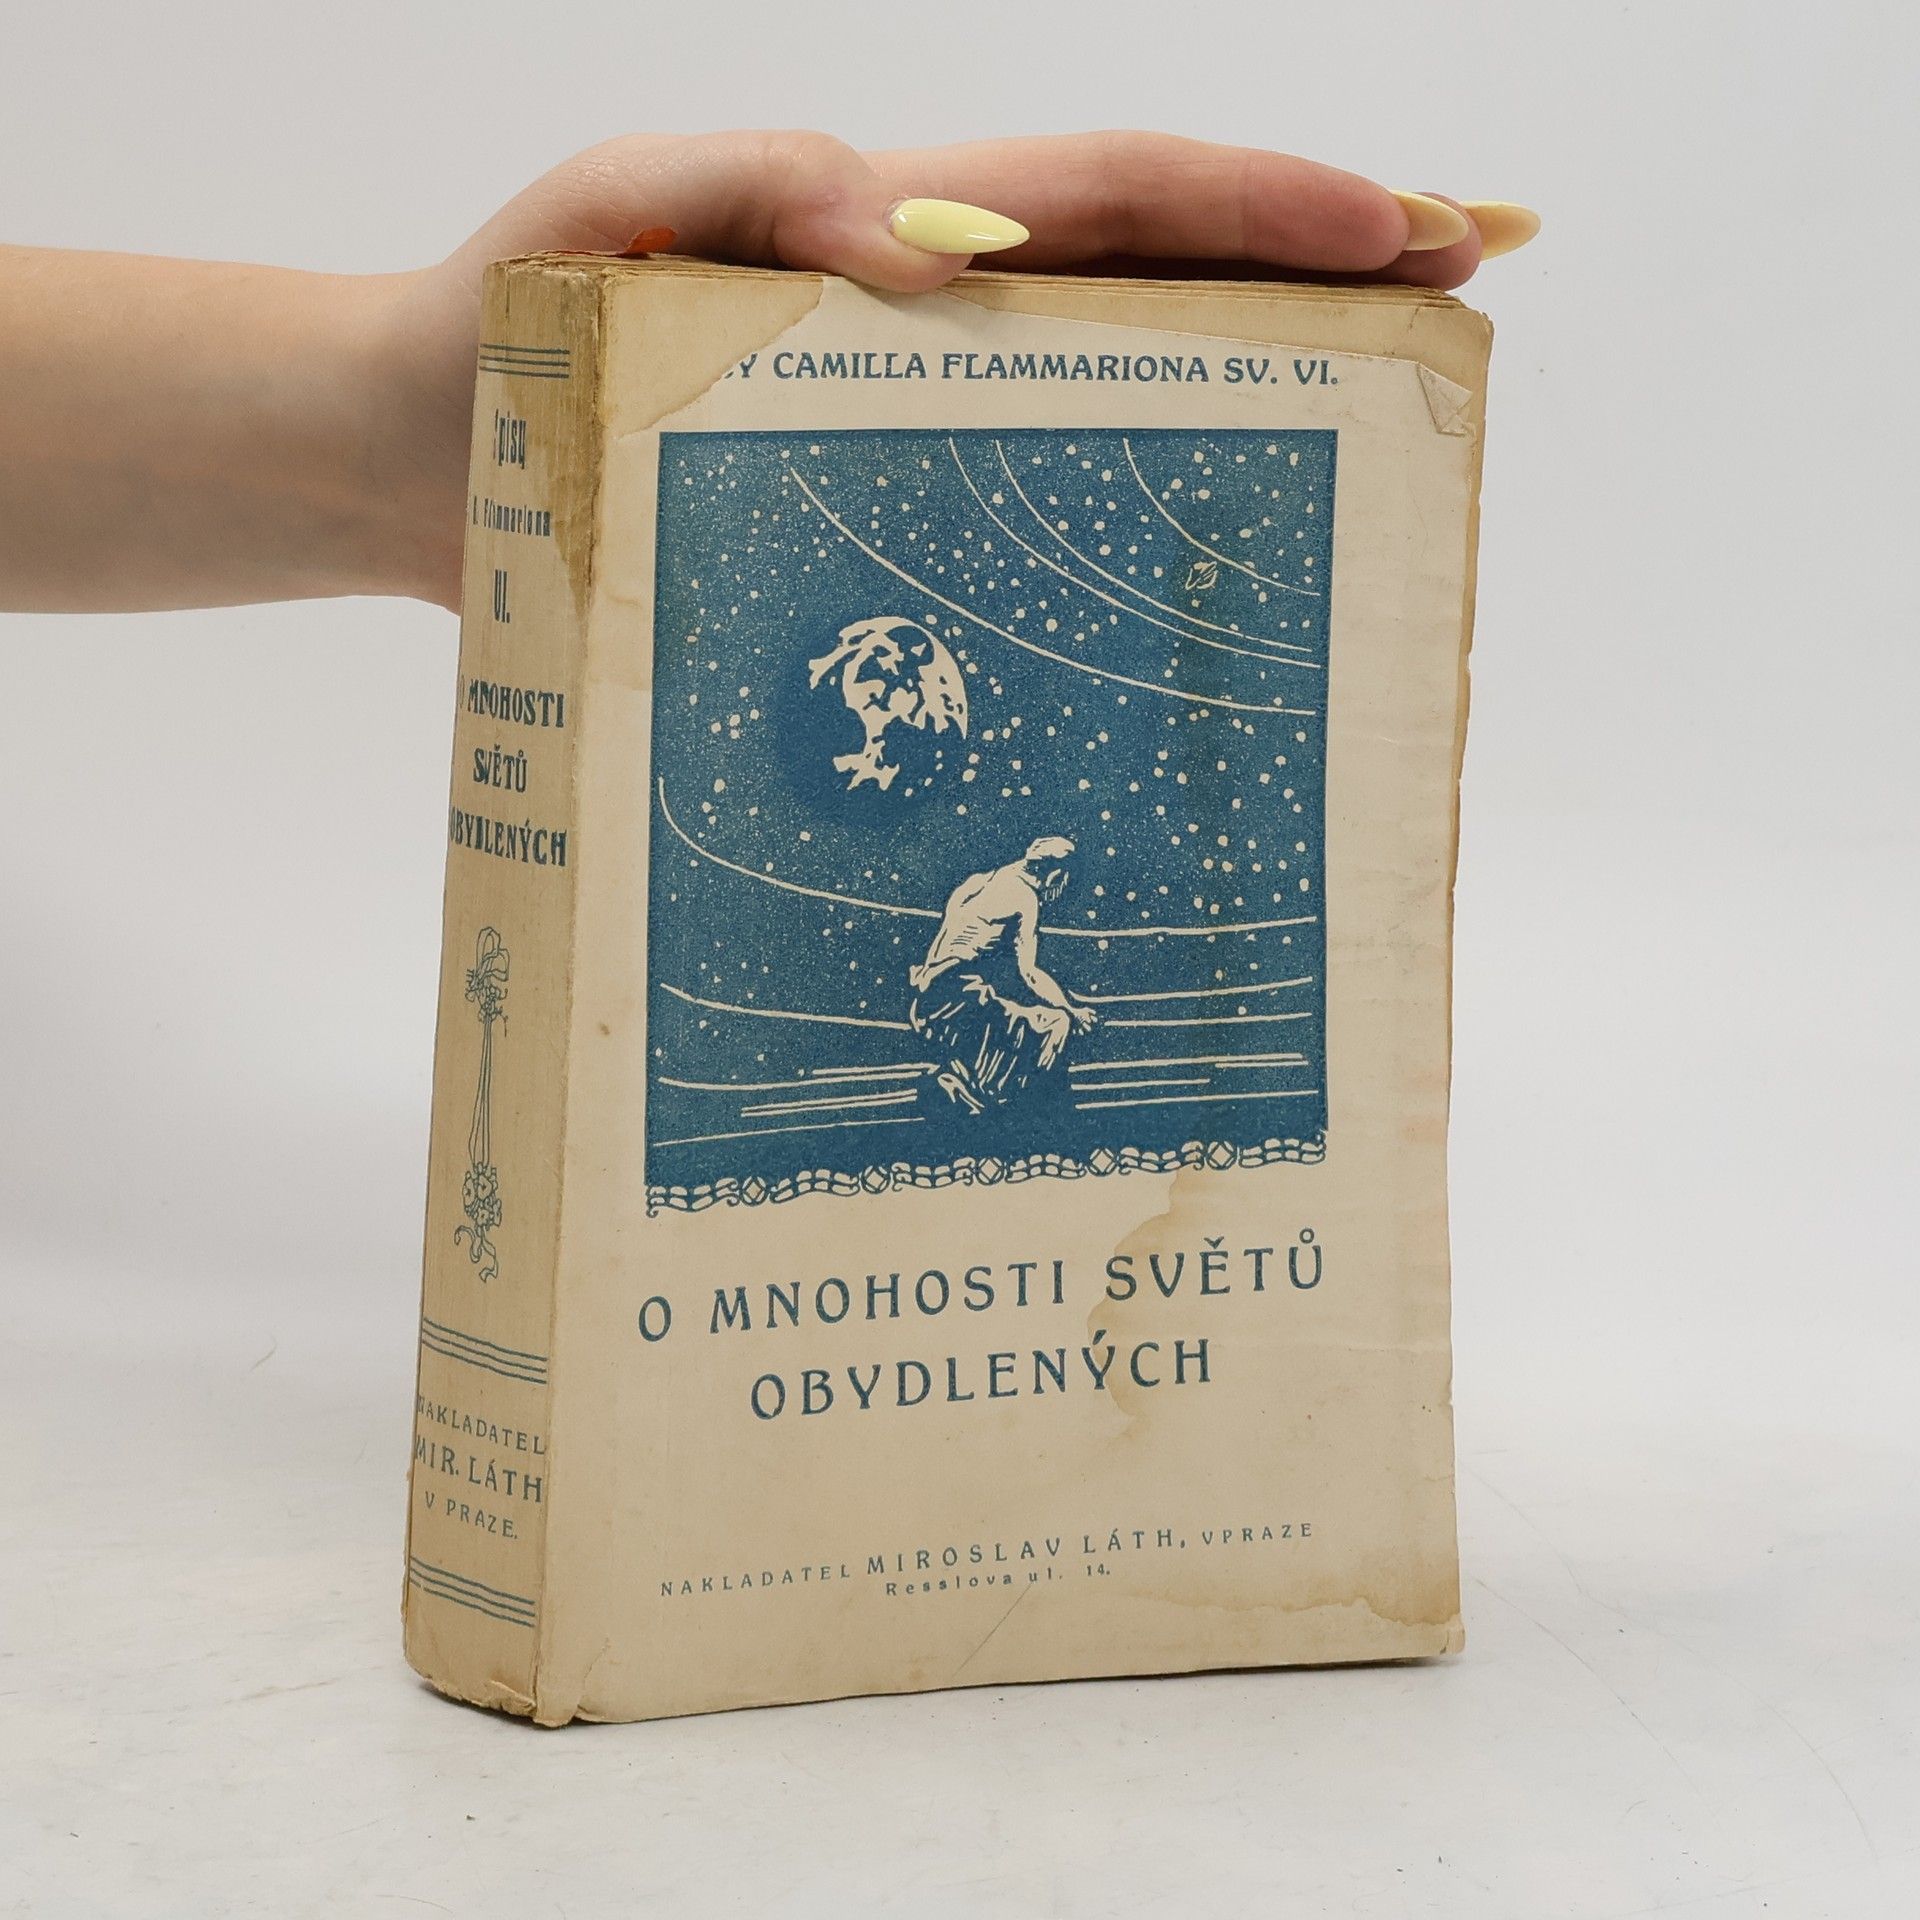 CAMILLA FLAMMARIONA SV. VI.
O MNOHOSTI SVĚTŮ
OBYDLENÝCH
NAKLADATEL MIROSLAV LÁTH, V PRAZE
Resslova ul. 14.
Flammariona
VI.
O MNOHOSTI
SVĚTŮ
OBYDLENÝCH
NAKLADATEL
MIR. LÁTH
V PRAZE.